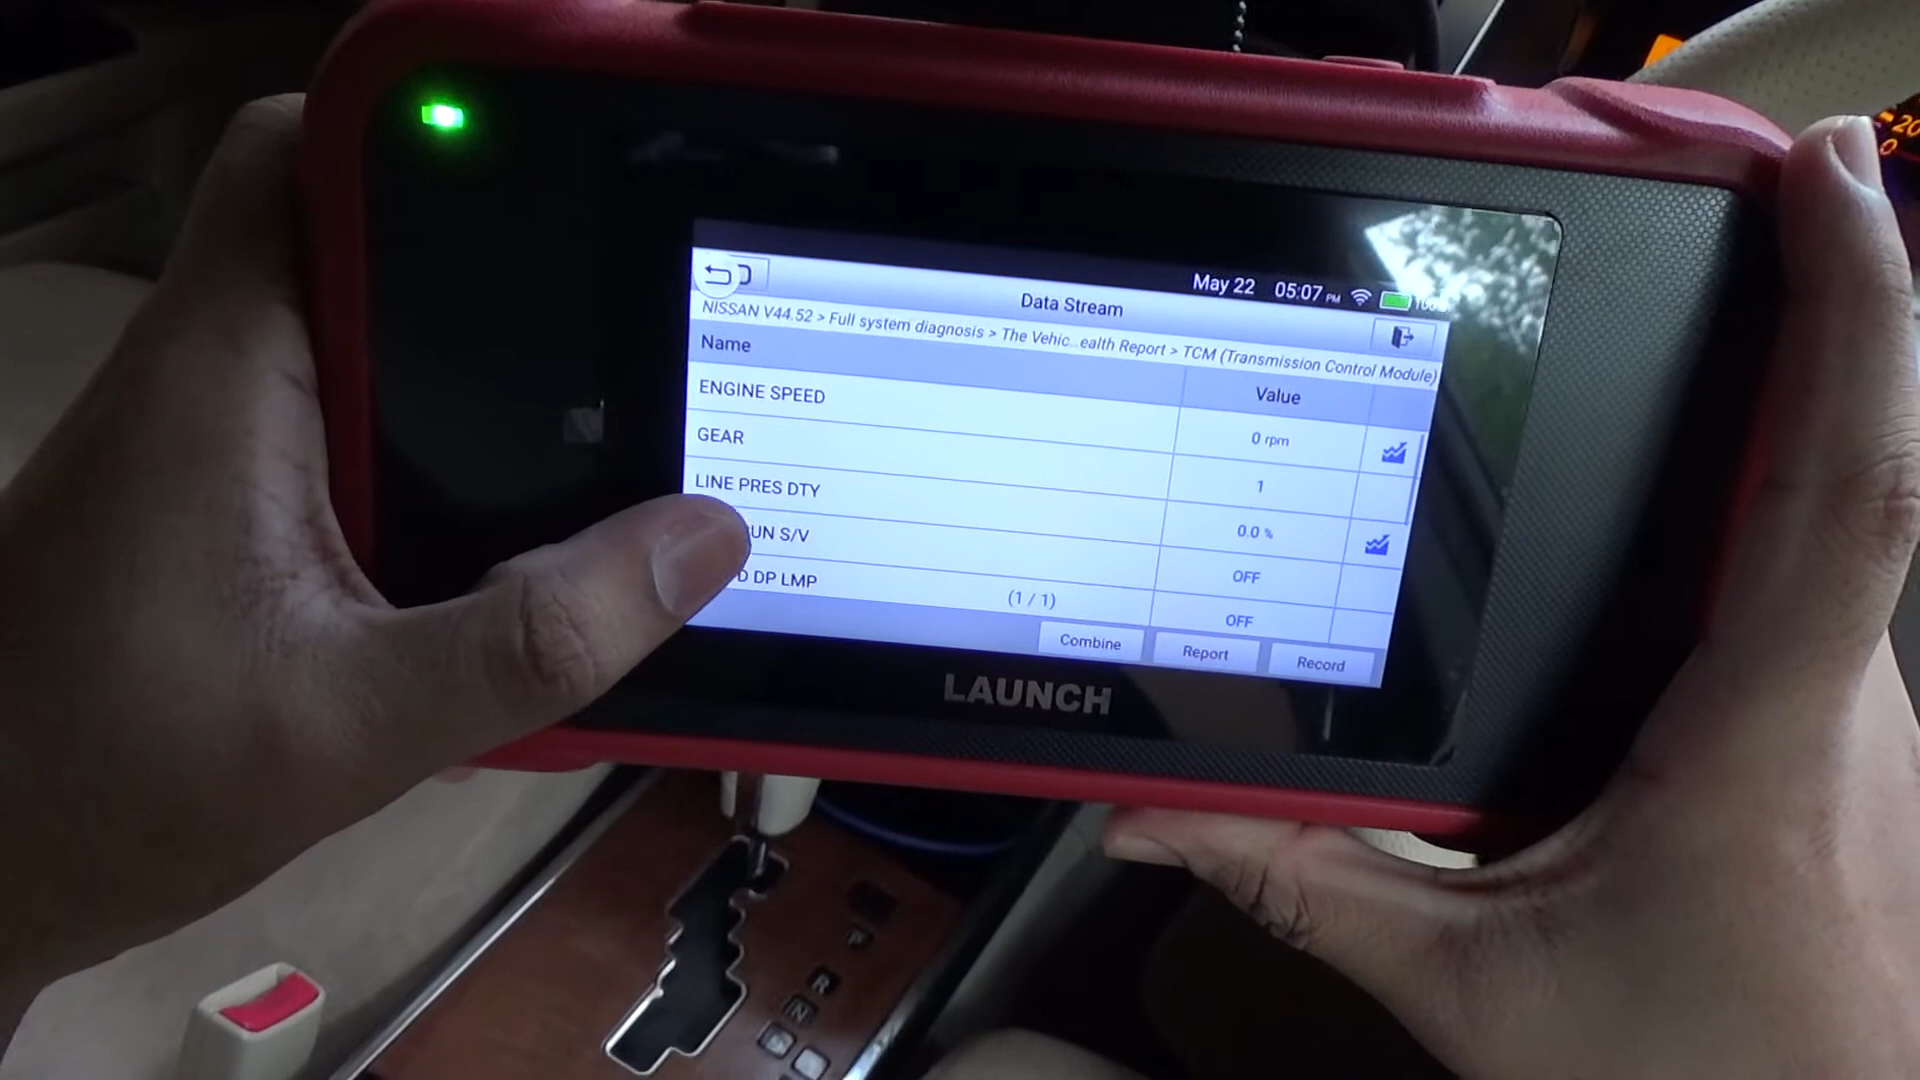 May 22 05:07 PM
Data Stream
NISSAN V44.52 > Full system diagnosis > The Vehic...ealth Report > TCM (Transmission Control Module)
Name Value
ENGINE SPEED 0 rpm
GEAR 1
LINE PRES DTY 0.0 %
UN S/V OFF
D DP LMP OFF
(1 / 1)
Combine Report Record
LAUNCH
20
0
P
R
N